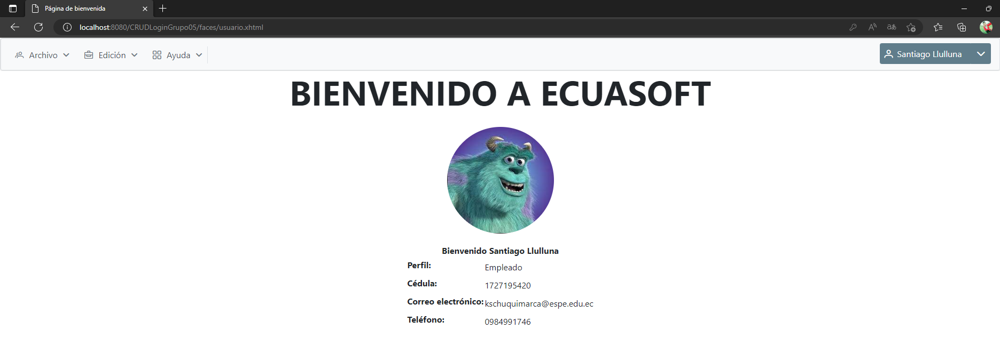 Página de bienvenida
localhost:8080/CRUDLoginGrupo05/faces/usuario.xhtml
Archivo Edición Ayuda Santiago Llulluna
BIENVENIDO A ECUASOFT
Bienvenido Santiago Llulluna
Perfil: Empleado
Cédula: 1727195420
Correo electrónico: kschuquimarca@espe.edu.ec
Teléfono: 0984991746